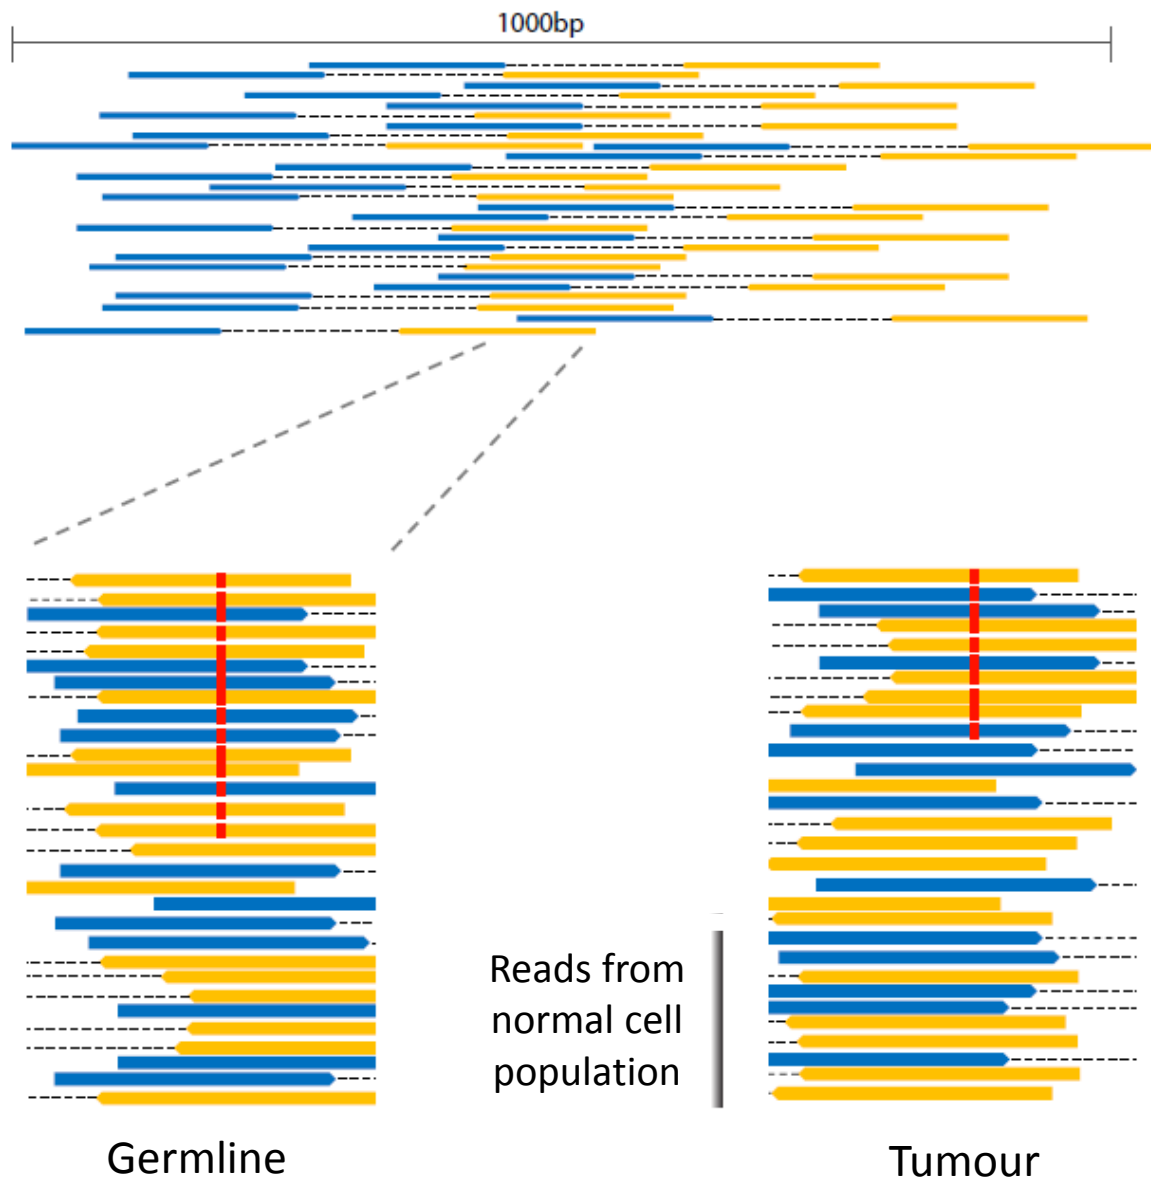 1000bp
Reads from
normal cell
population
Germline
Tumour